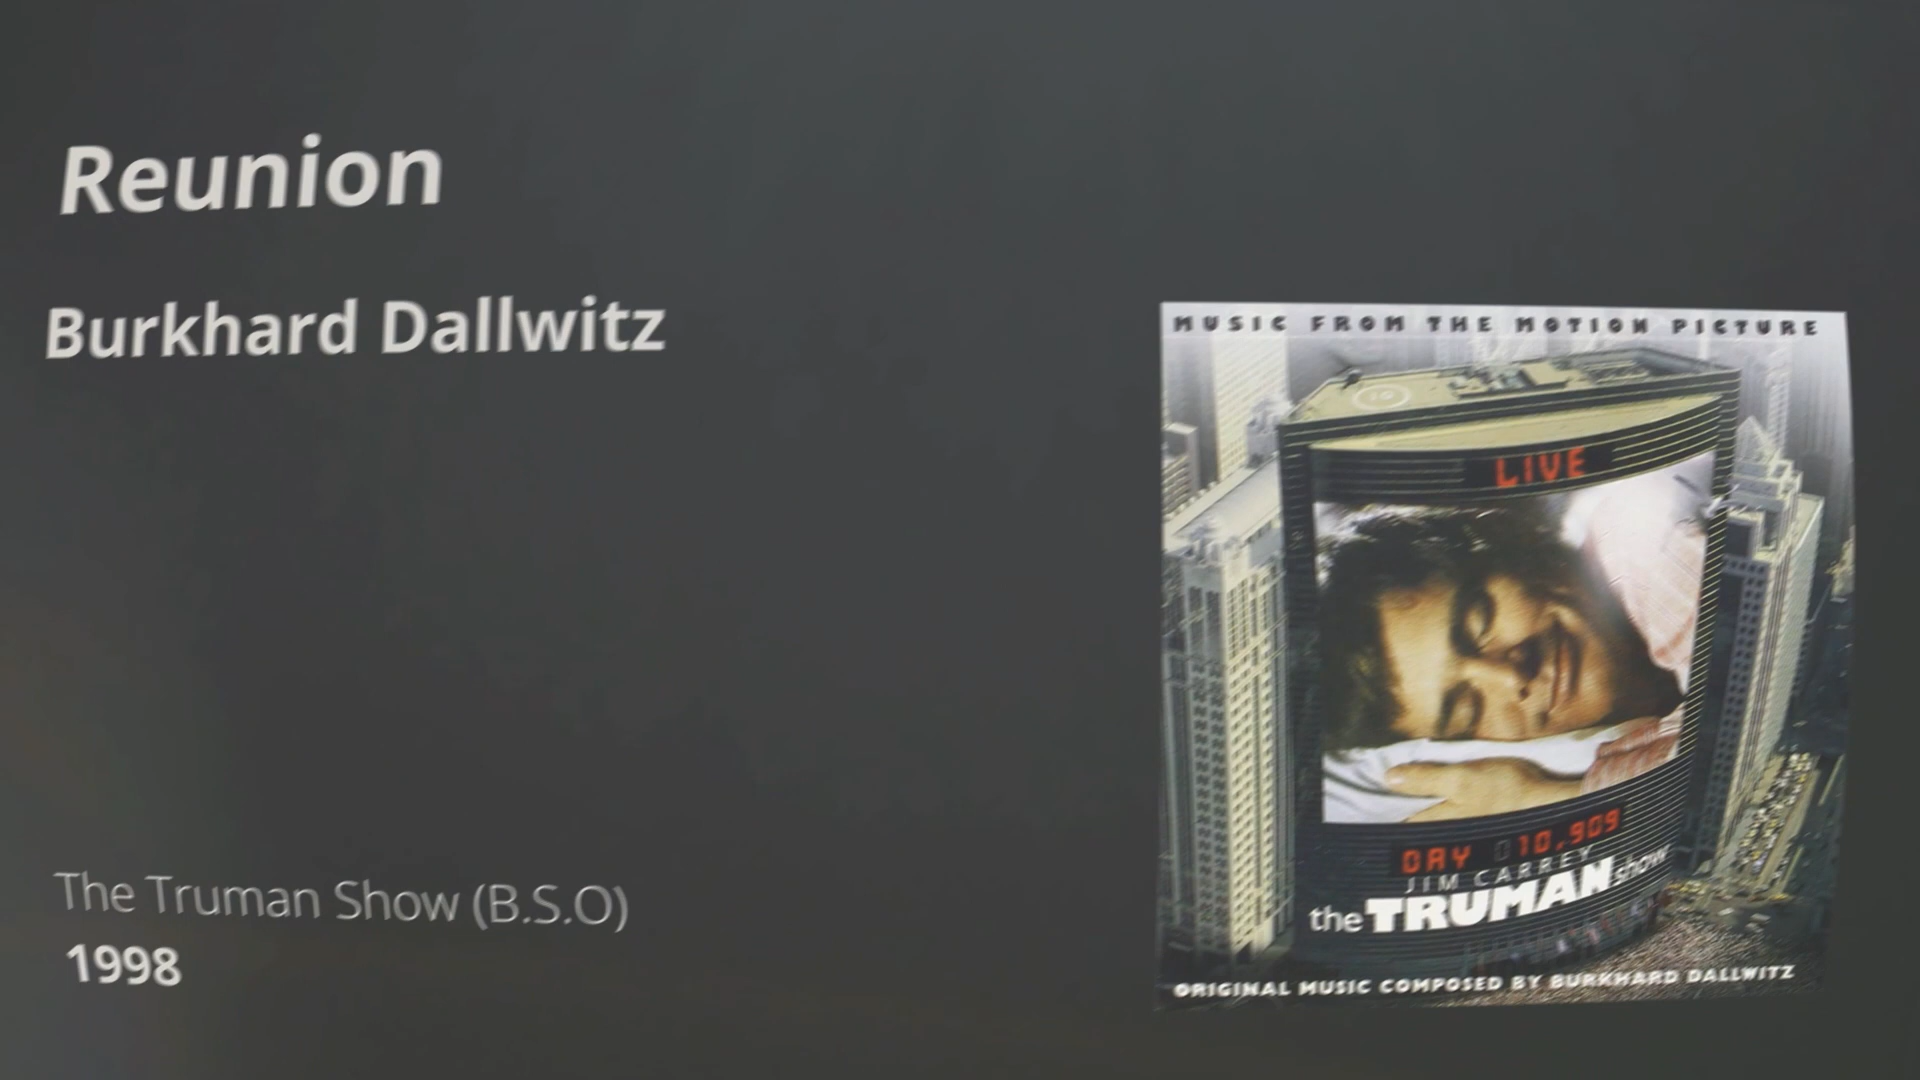 Reunion
Burkhard Dallwitz
The Truman Show (B.S.O)
1998
MUSIC FROM THE MOTION PICTURE
LIVE
DAY 10,909
JIM CARREY
the TRUMAN show
ORIGINAL MUSIC COMPOSED BY BURKHARD DALLWITZ